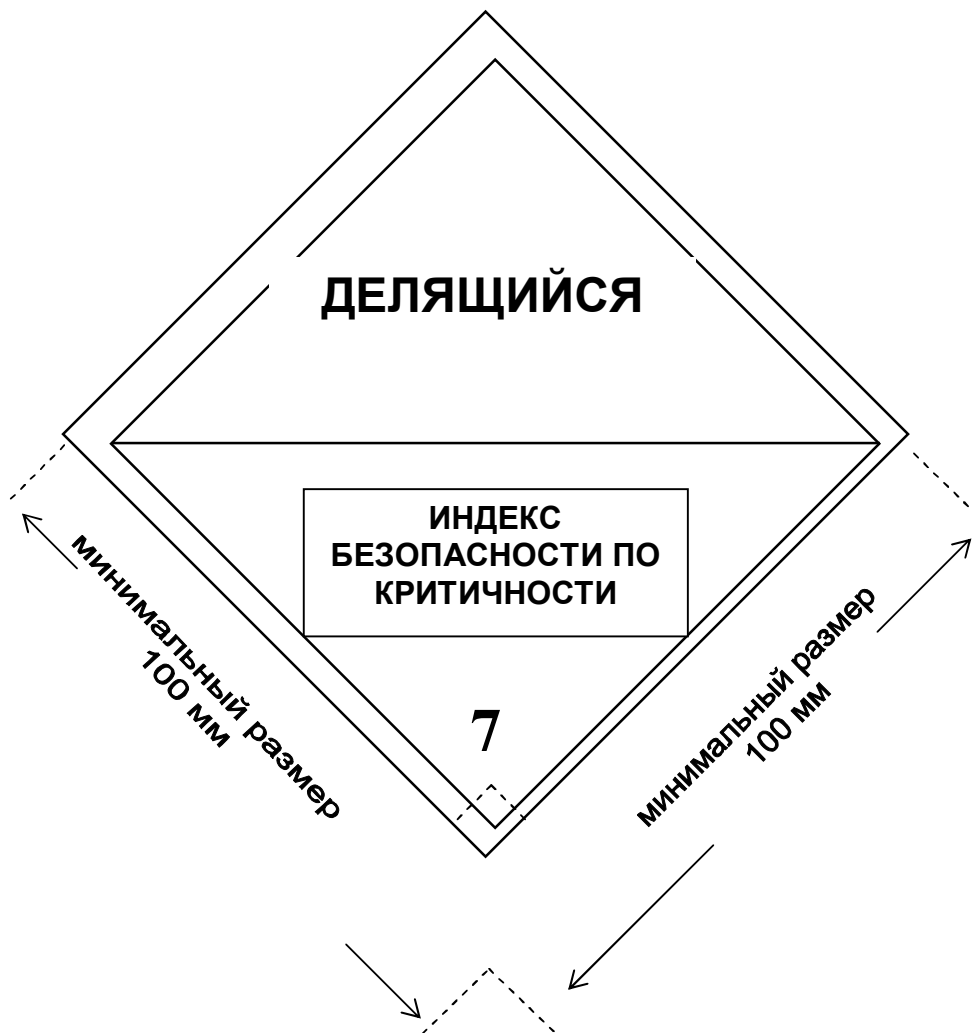 ДЕЛЯЩИЙСЯ
ИНДЕКС
БЕЗОПАСНОСТИ ПО
КРИТИЧНОСТИ
минимальный размер
100 мм
минимальный размер
100 мм
7